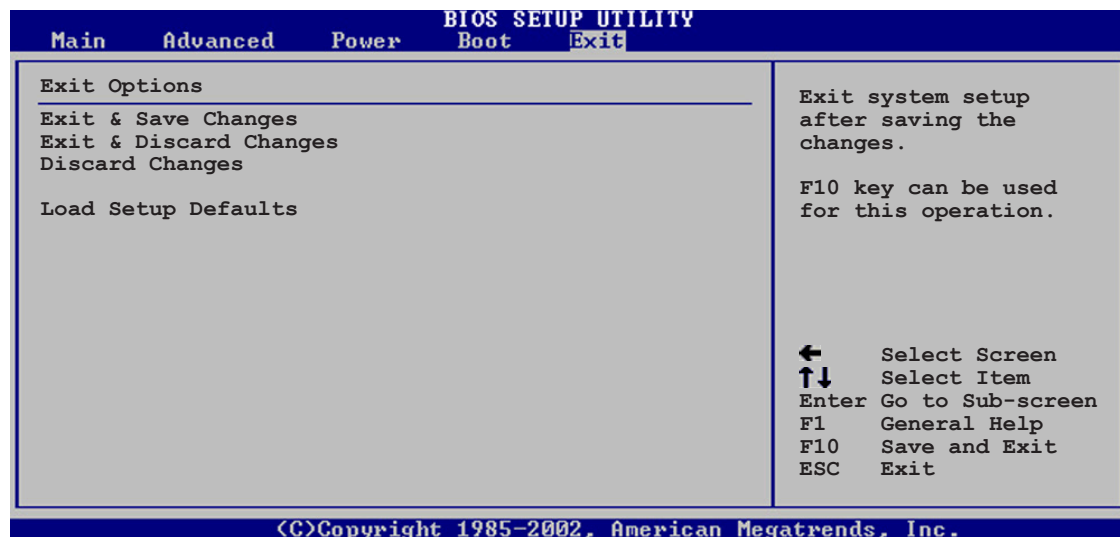 BIOS SETUP UTILITY
Main Advanced Power Boot Exit
Exit Options
Exit & Save Changes
Exit & Discard Changes
Discard Changes
Load Setup Defaults
Exit system setup
after saving the
changes.
F10 key can be used
for this operation.
← Select Screen
↑↓ Select Item
Enter Go to Sub-screen
F1 General Help
F10 Save and Exit
ESC Exit
(C)Copyright 1985-2002, American Megatrends, Inc.